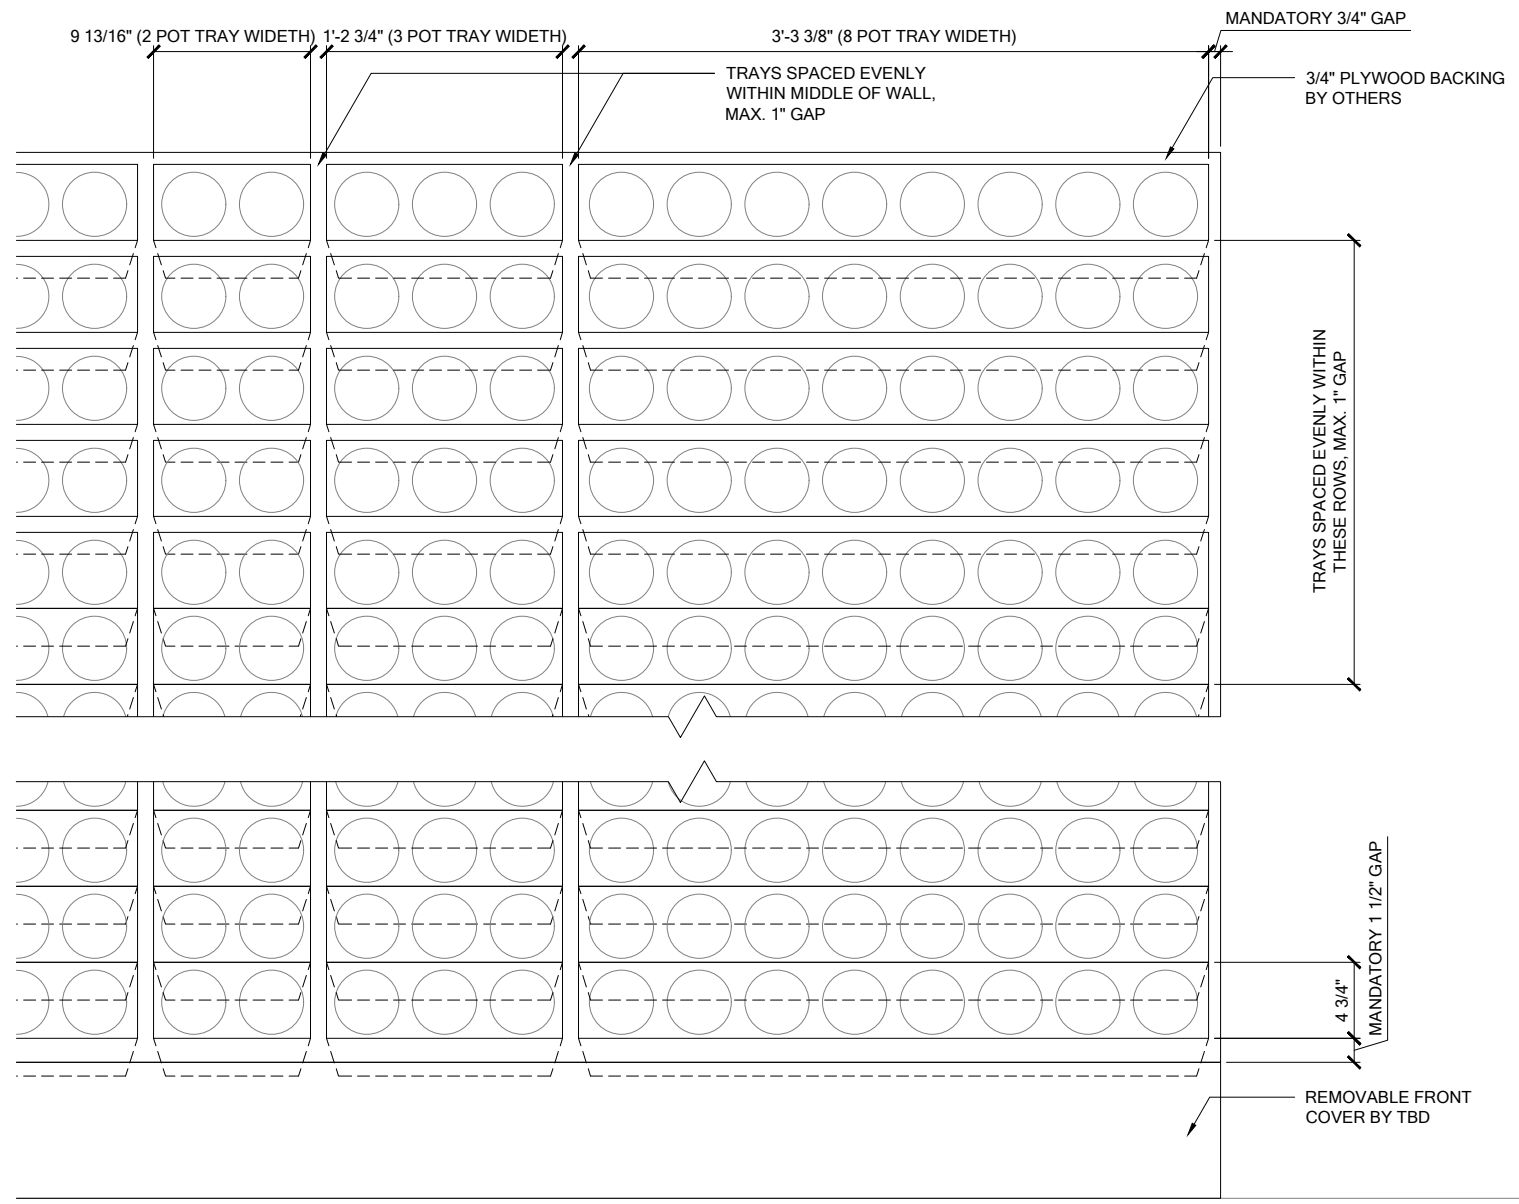 MANDATORY 3/4" GAP
9 13/16" (2 POT TRAY WIDETH)
1'-2 3/4" (3 POT TRAY WIDETH)
3'-3 3/8" (8 POT TRAY WIDETH)
TRAYS SPACED EVENLY
WITHIN MIDDLE OF WALL,
MAX. 1" GAP
3/4" PLYWOOD BACKING
BY OTHERS
TRAYS SPACED EVENLY WITHIN
THESE ROWS, MAX. 1" GAP
4 3/4"
MANDATORY 1 1/2" GAP
REMOVABLE FRONT
COVER BY TBD